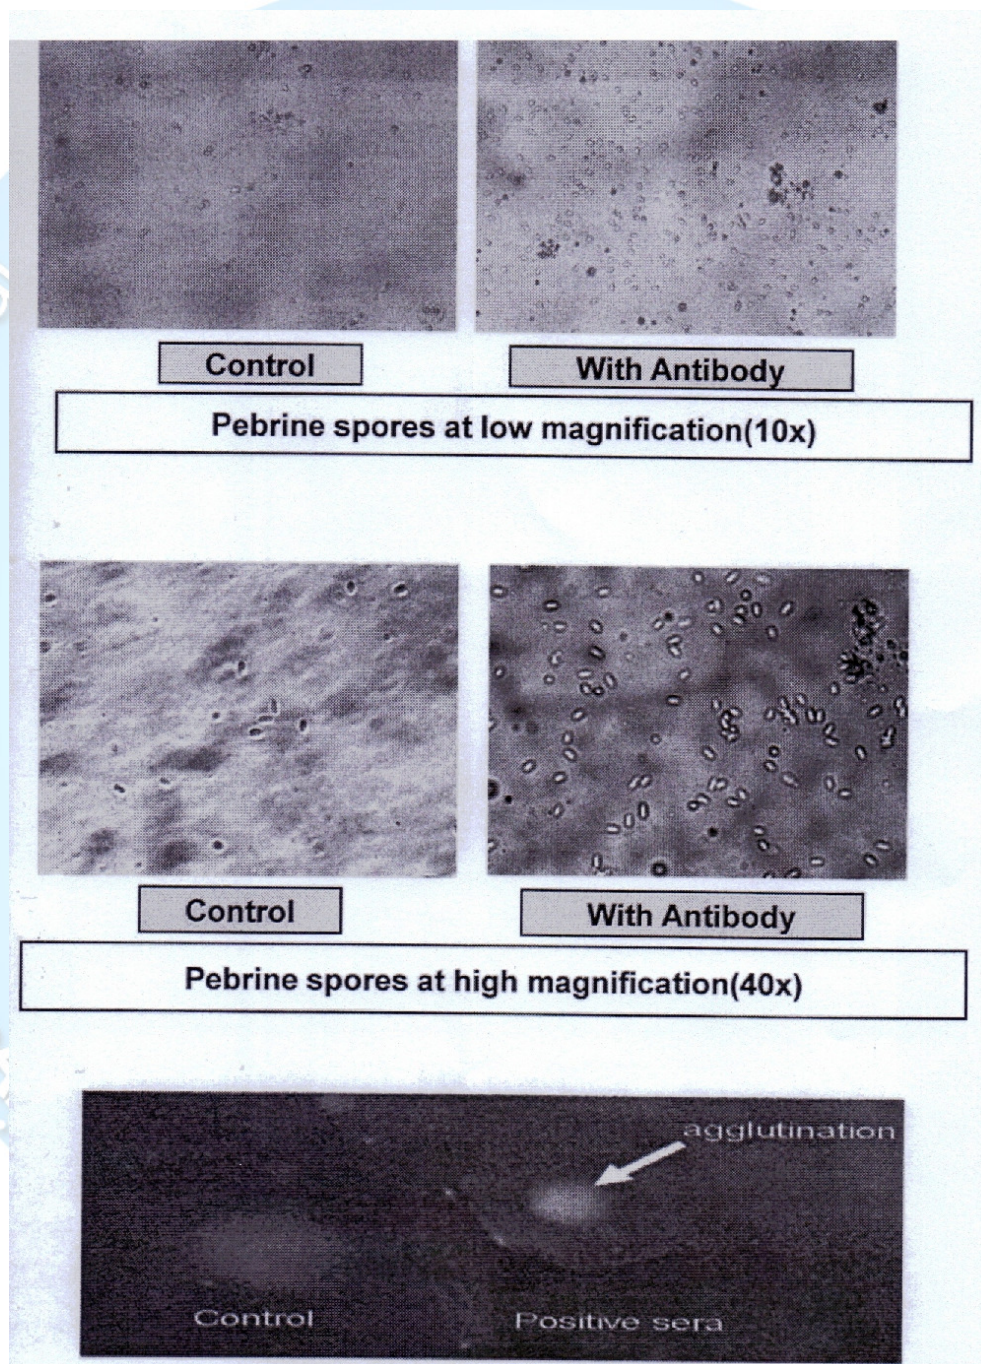 Control
With Antibody
Pebrine spores at low magnification(10x)
Control
With Antibody
Pebrine spores at high magnification(40x)
agglutination
Control
Positive sera